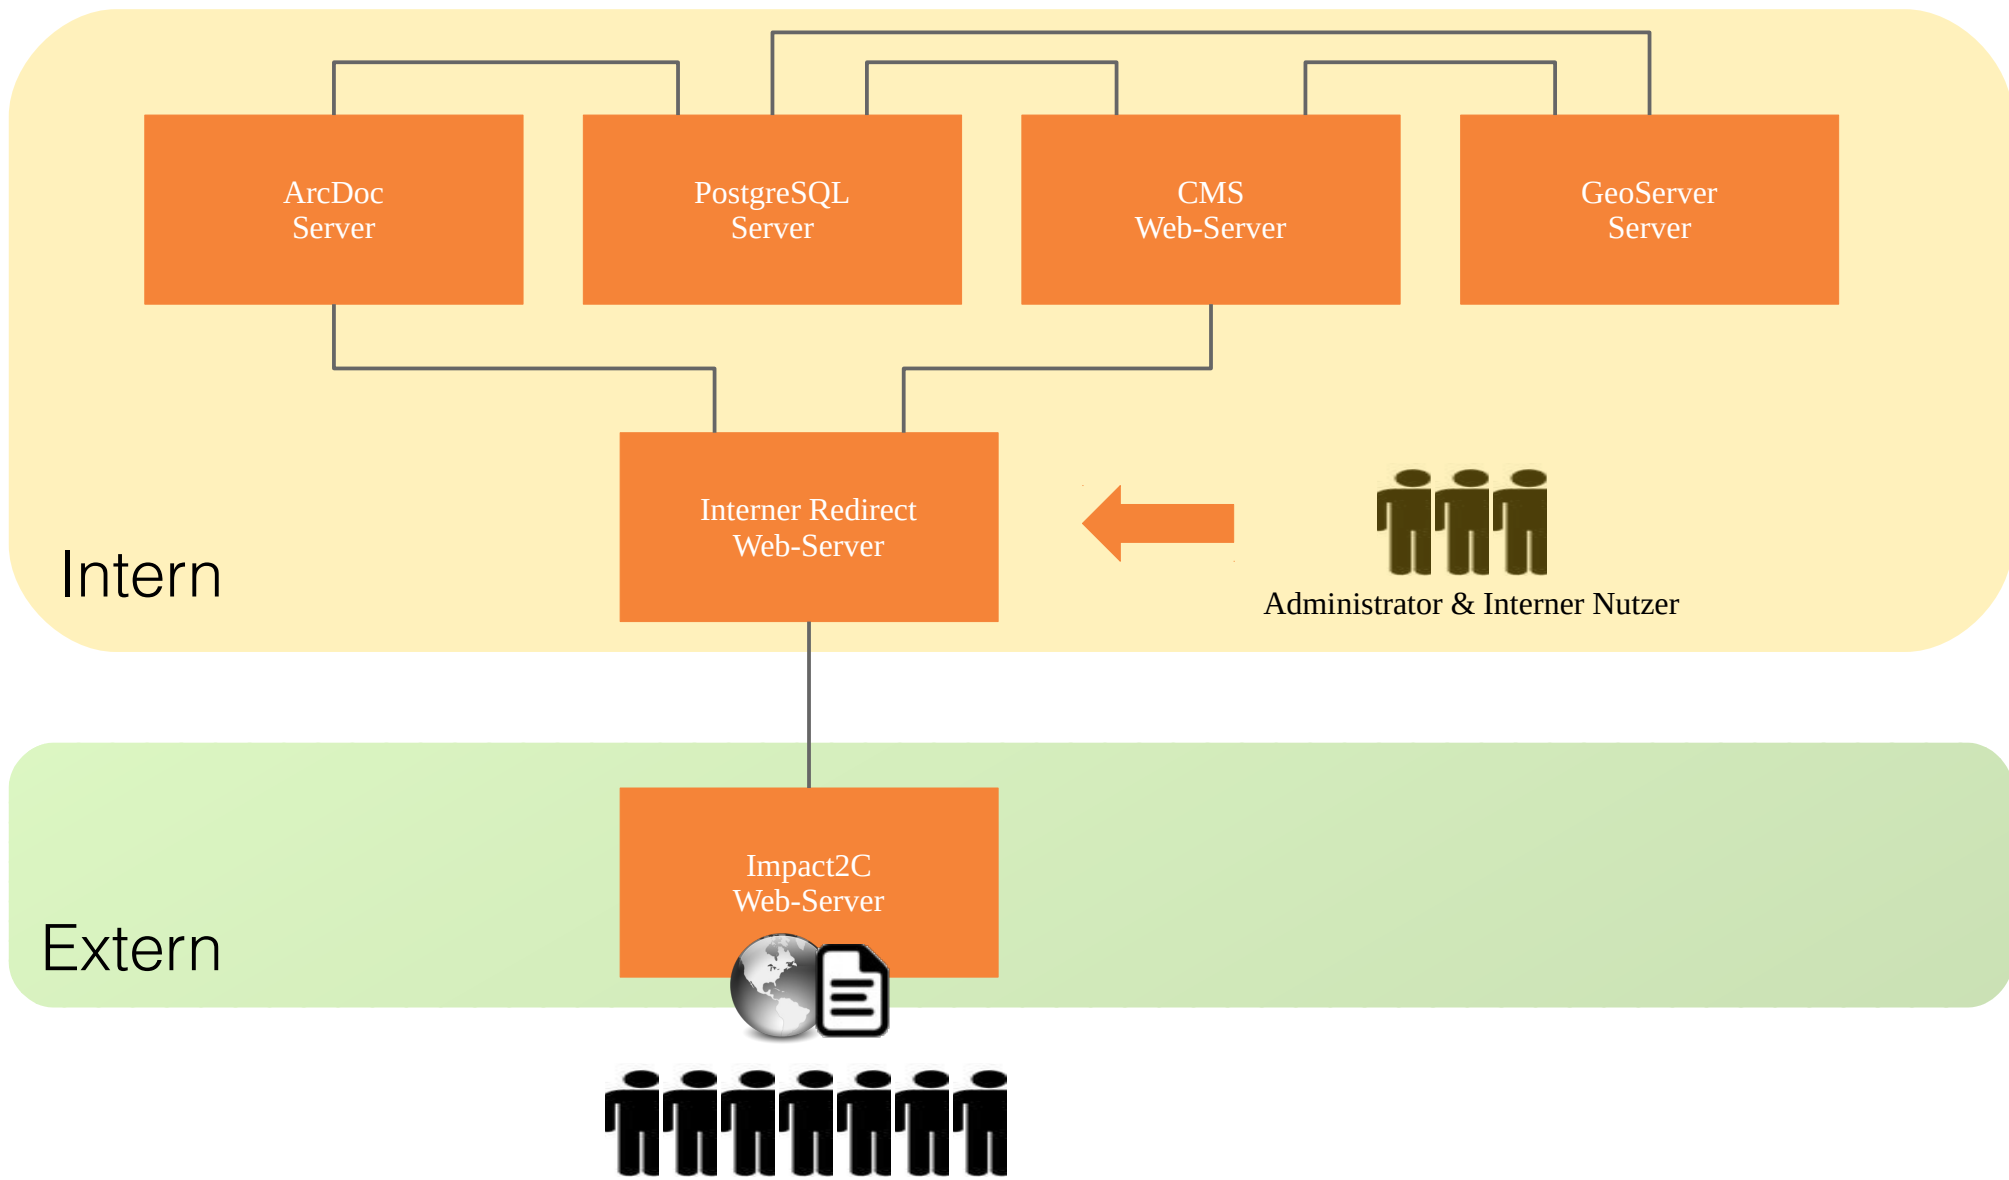 ArcDoc
Server
PostgreSQL
Server
CMS
Web-Server
GeoServer
Server
Interner Redirect
Web-Server
Intern
Administrator & Interner Nutzer
Impact2C
Web-Server
Extern